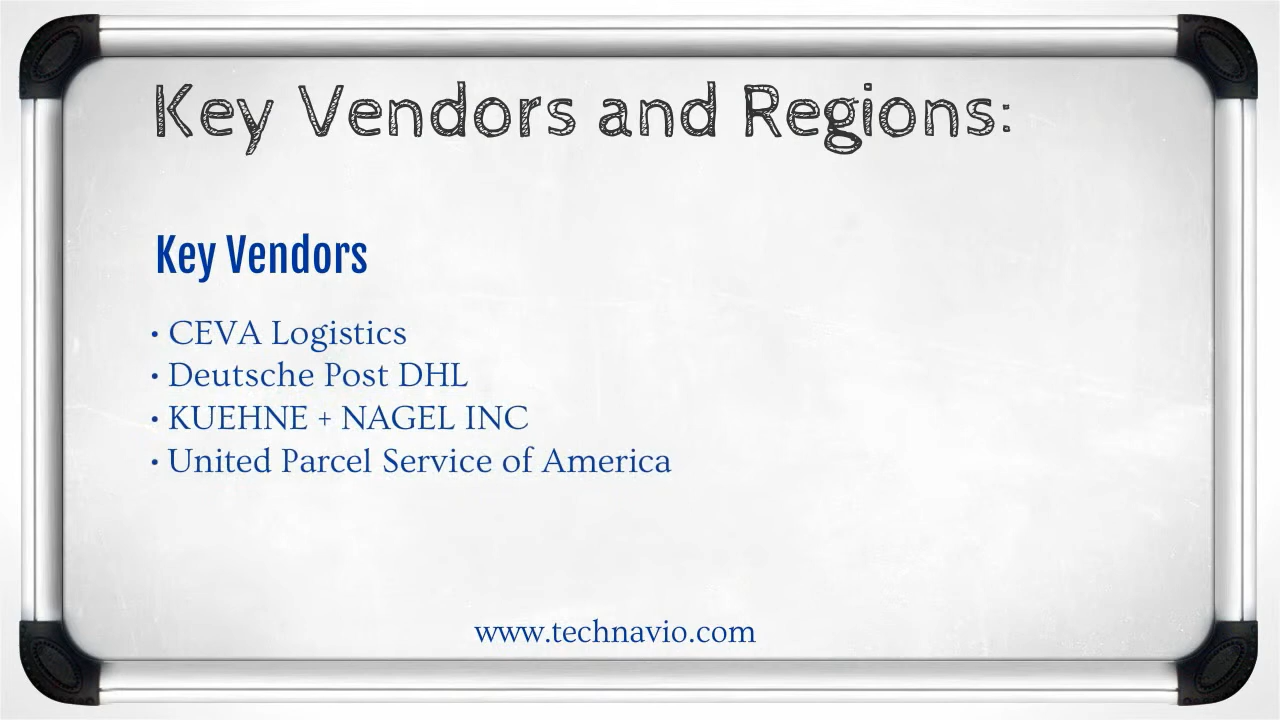 Key Vendors and Regions:
Key Vendors
• CEVA Logistics
• Deutsche Post DHL
• KUEHNE + NAGEL INC
• United Parcel Service of America
www.technavio.com